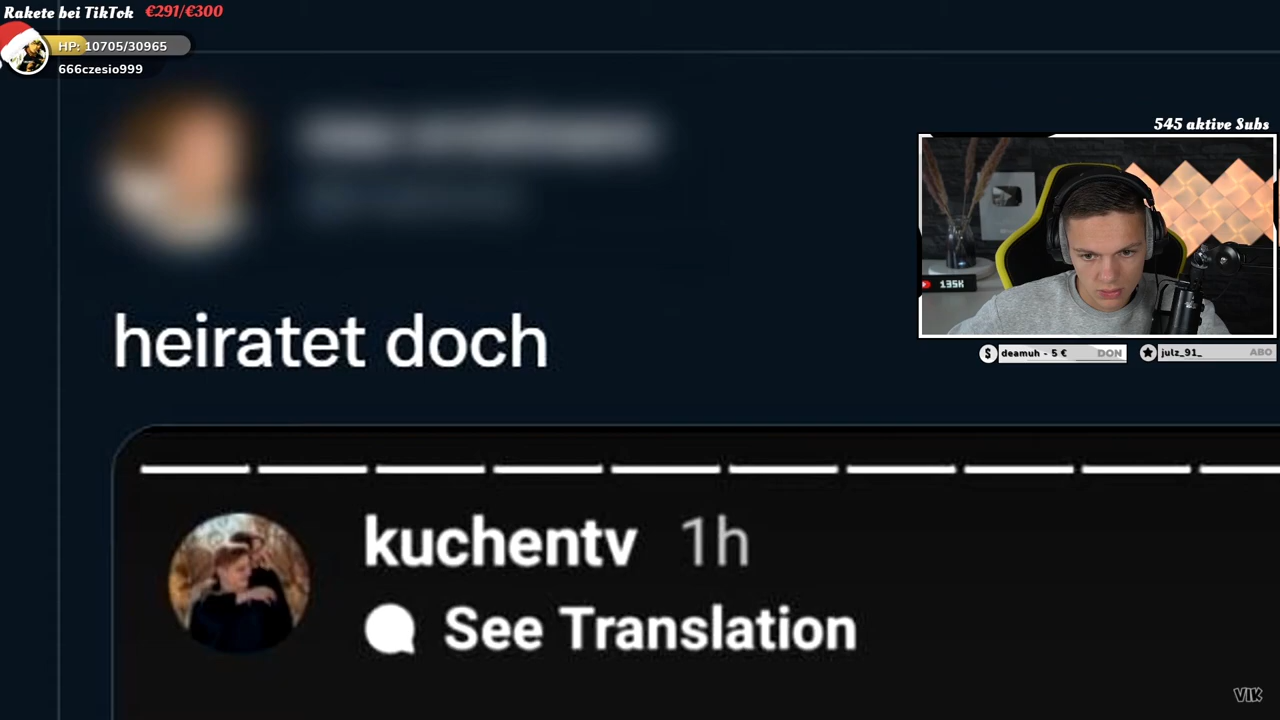 Rakete bei TikTok €291/€300
HP: 10705/30965
666czesio999
545 aktive Subs
135K
deamuh - 5 € DON
julz_91_ ABO
heiratet doch
kuchentv 1h
See Translation
VIK